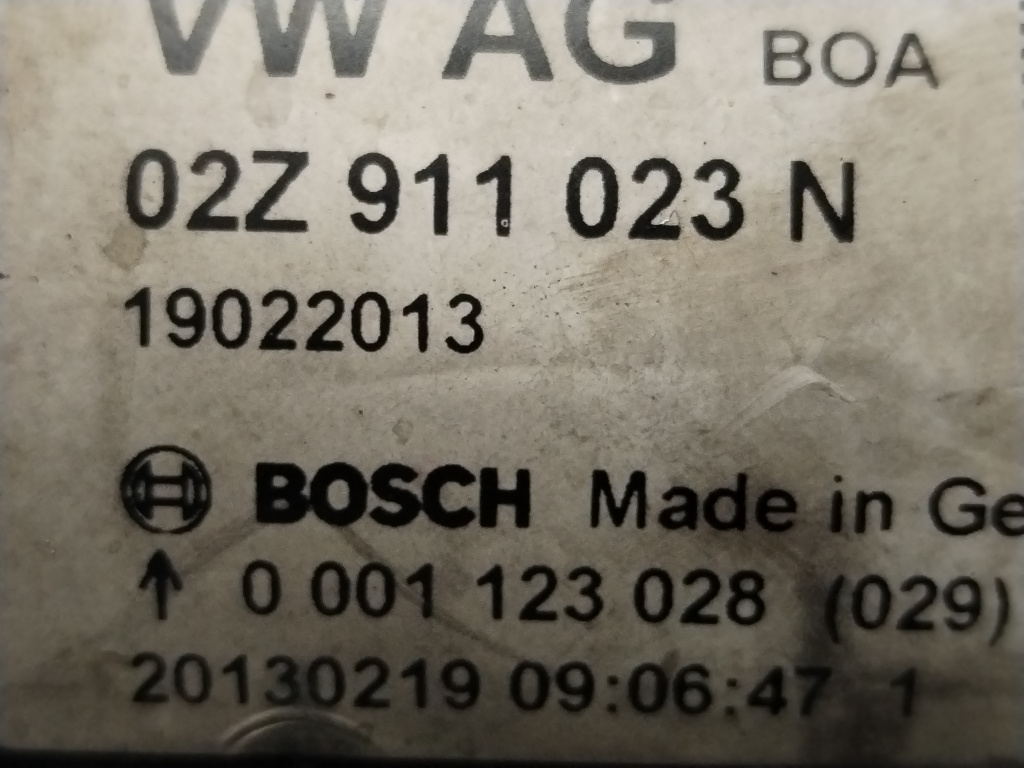 VW AG BOA
02Z 911 023 N
19022013
BOSCH Made in Ge
0 001 123 028 (029)
20130219 09:06:47 1